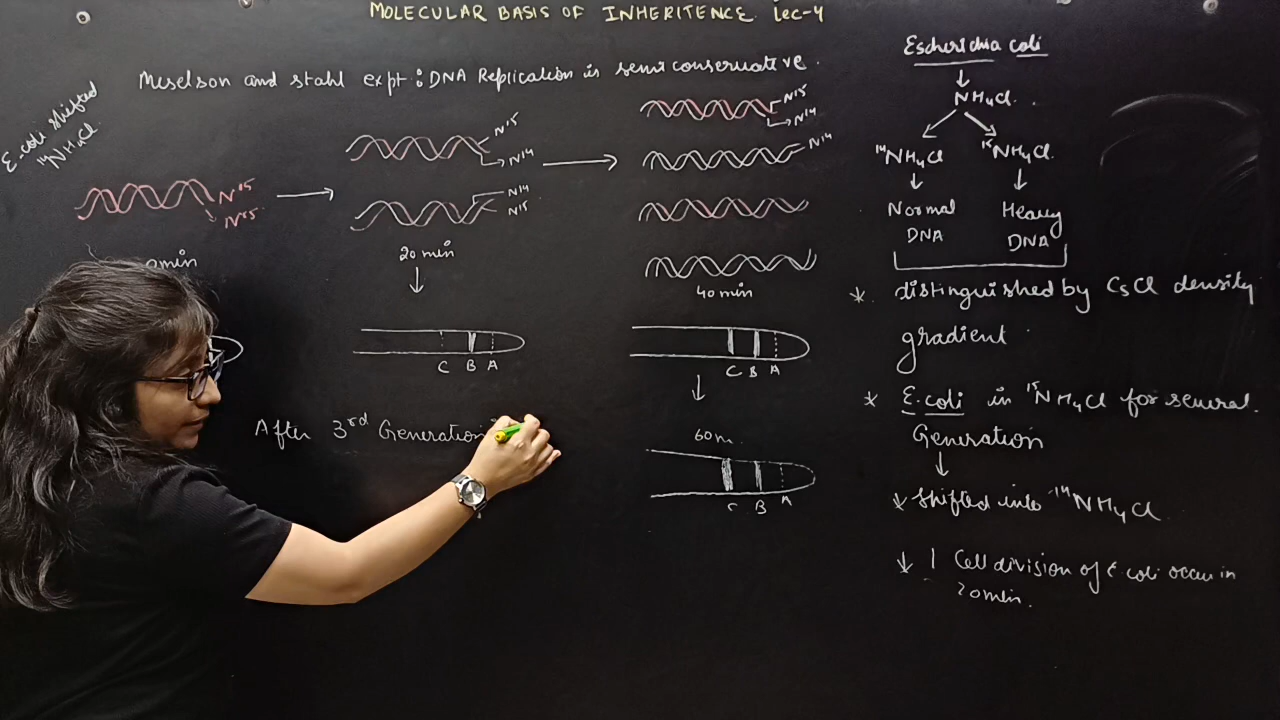 MOLECULAR BASIS OF INHERITENCE lec-4
Meselson and stahl expt : DNA Replication is semi conservative.
E.coli shifted
¹⁴NH₄Cl
N¹⁵
N¹⁵
N¹⁵
N¹⁴
N¹⁴
N¹⁵
20 min
C B A
N¹⁵
N¹⁴
N¹⁴
40 min
C B A
60 m.
C B A
After 3rd Generation
Escherichia coli
NH₄Cl
¹⁴NH₄Cl ¹⁵NH₄Cl
Normal Heavy
DNA DNA
* distinguished by CsCl density
gradient
* E.coli in ¹⁵NH₄Cl for several
Generation
* shifted into ¹⁴NH₄Cl
* 1 Cell division of E coli occur in
20min.